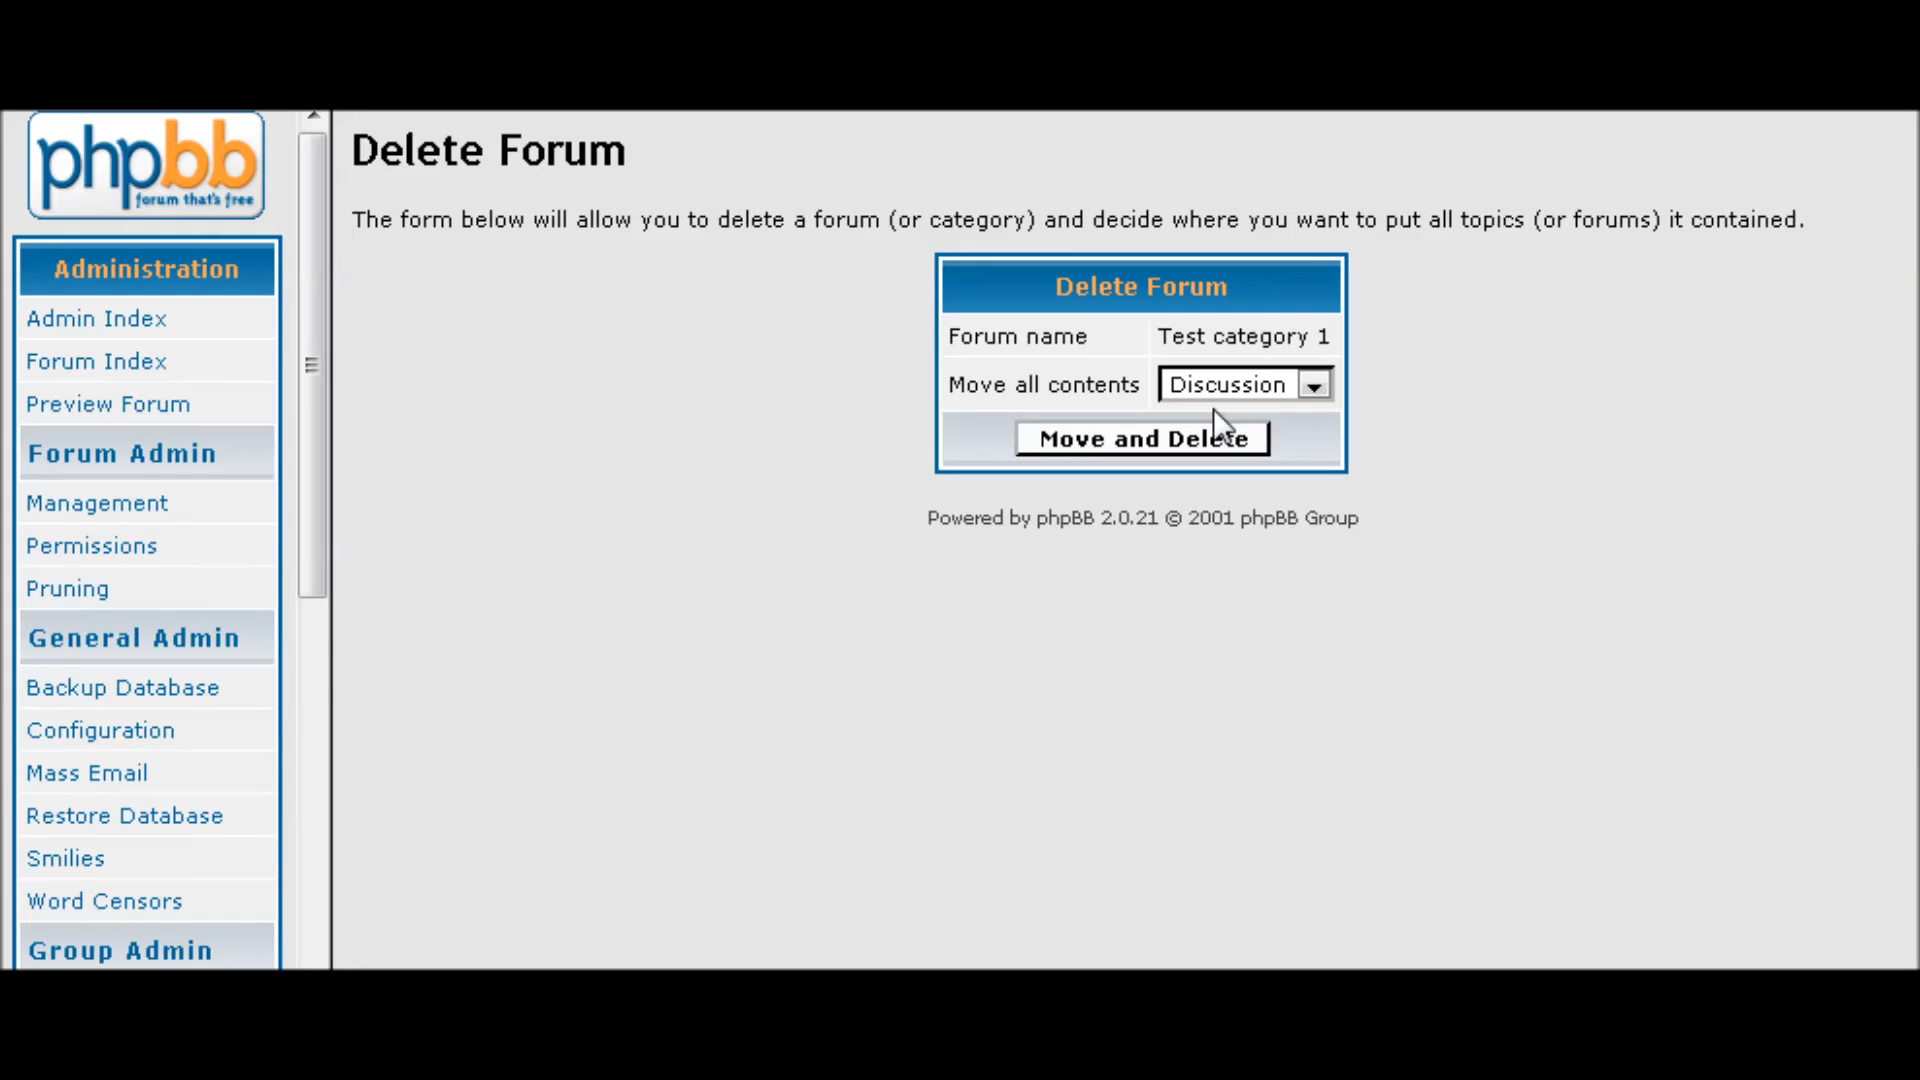 phpbb
forum that's free
Administration
Admin Index
Forum Index
Preview Forum
Forum Admin
Management
Permissions
Pruning
General Admin
Backup Database
Configuration
Mass Email
Restore Database
Smilies
Word Censors
Group Admin
Delete Forum
The form below will allow you to delete a forum (or category) and decide where you want to put all topics (or forums) it contained.
Delete Forum
Forum name Test category 1
Move all contents Discussion
Move and Delete
Powered by phpBB 2.0.21 © 2001 phpBB Group